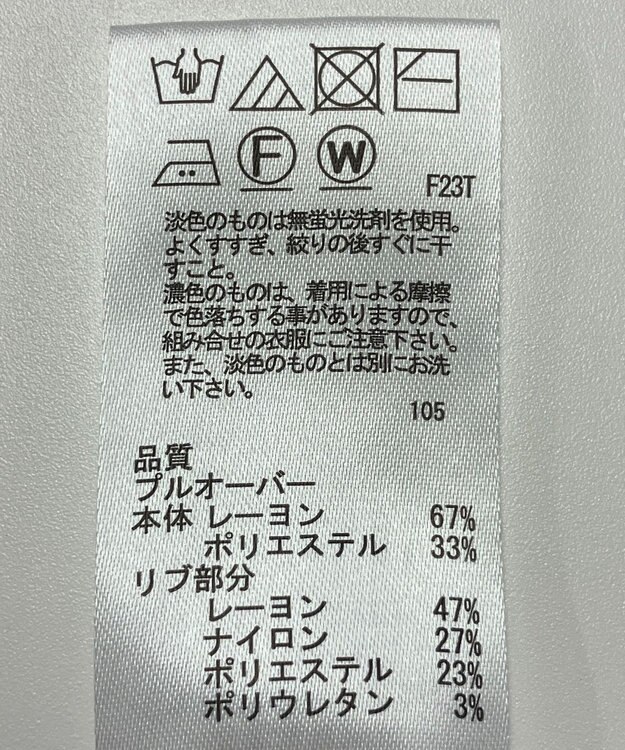 F W
F23T
淡色のものは無蛍光洗剤を使用。
よくすすぎ、絞りの後すぐに干
すこと。
濃色のものは、着用による摩擦
で色落ちする事がありますので、
組み合せの衣服にご注意下さい。
また、淡色のものとは別にお洗
い下さい。
105
品質
プルオーバー
本体 レーヨン 67%
ポリエステル 33%
リブ部分
レーヨン 47%
ナイロン 27%
ポリエステル 23%
ポリウレタン 3%